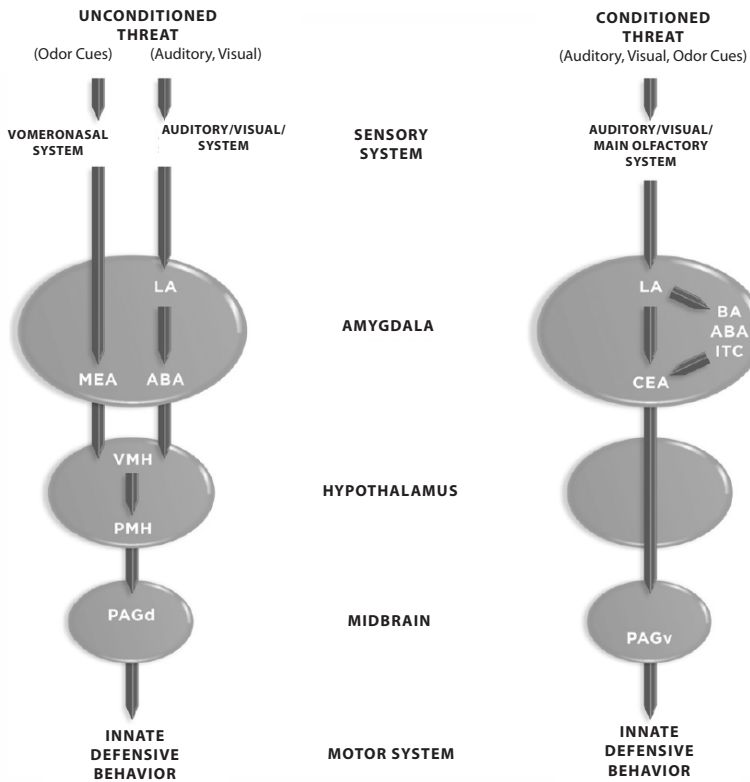 UNCONDITIONED
THREAT
(Odor Cues) (Auditory, Visual)
VOMERONASAL
SYSTEM
AUDITORY/VISUAL/
SYSTEM
LA
MEA ABA
VMH
PMH
PAGd
INNATE
DEFENSIVE
BEHAVIOR
SENSORY
SYSTEM
AMYGDALA
HYPOTHALAMUS
MIDBRAIN
MOTOR SYSTEM
CONDITIONED
THREAT
(Auditory, Visual, Odor Cues)
AUDITORY/VISUAL/
MAIN OLFACTORY
SYSTEM
LA
BA
ABA
ITC
CEA
PAGv
INNATE
DEFENSIVE
BEHAVIOR